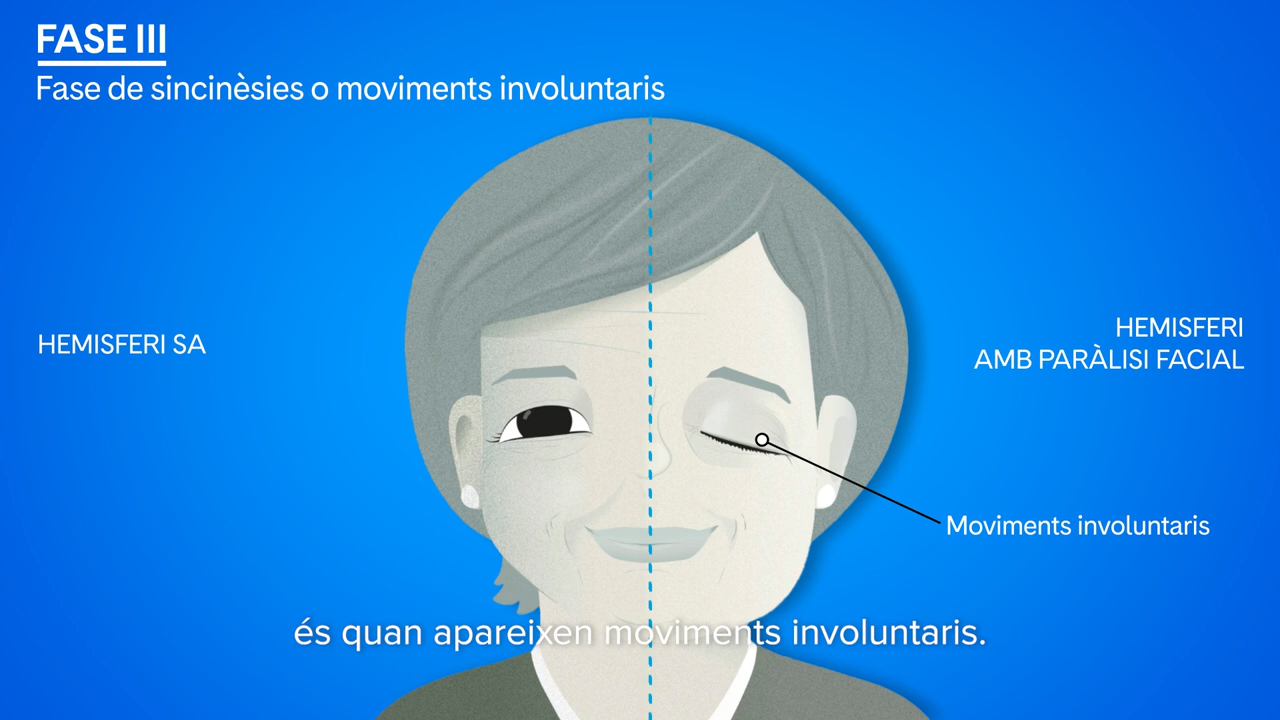 FASE III
Fase de sincinèsies o moviments involuntaris
HEMISFERI SA
HEMISFERI
AMB PARÀLISI FACIAL
Moviments involuntaris
és quan apareixen moviments involuntaris.